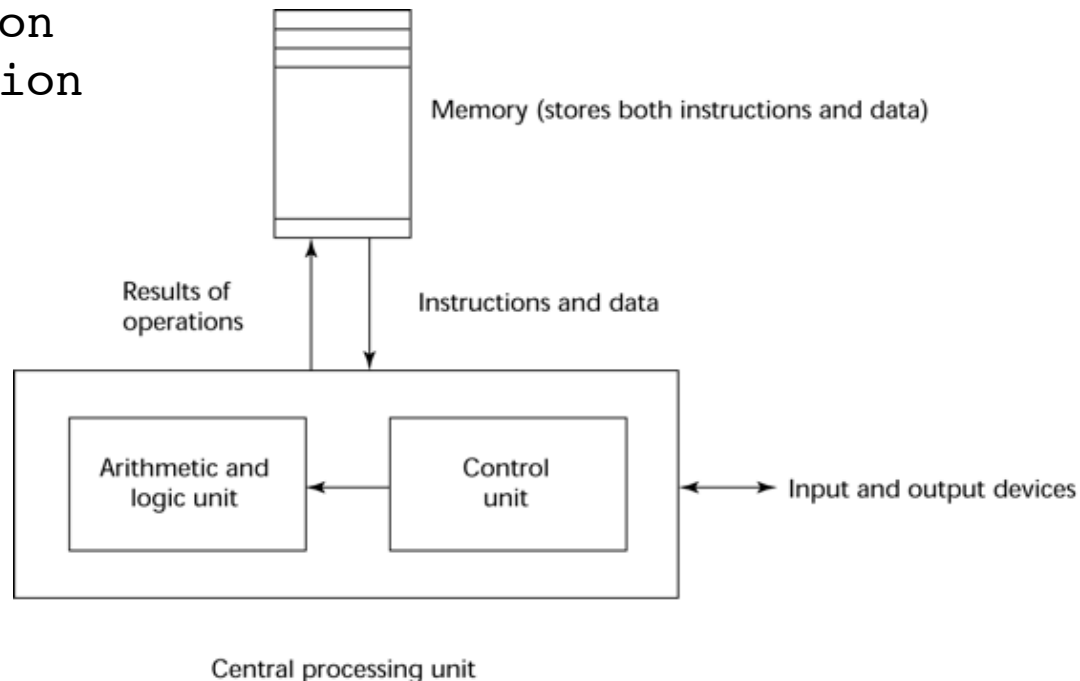 on
ion
Memory (stores both instructions and data)
Results of
operations
Instructions and data
Arithmetic and
logic unit
Control
unit
Input and output devices
Central processing unit